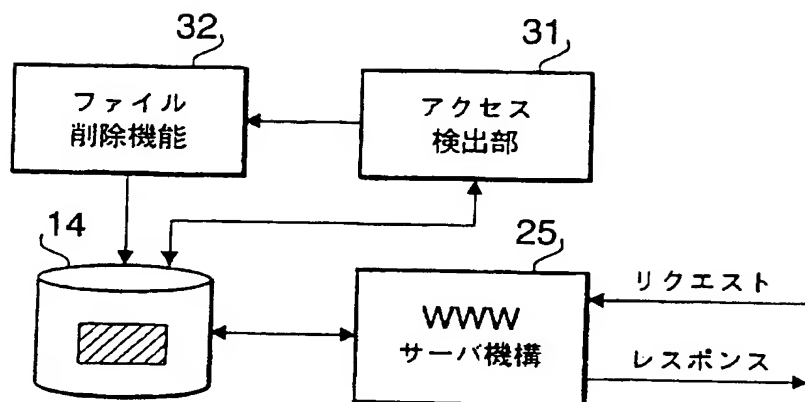 32
31
ファイル
削除機能
アクセス
検出部
14
25
WWW
サーバ機構
リクエスト
レスポンス